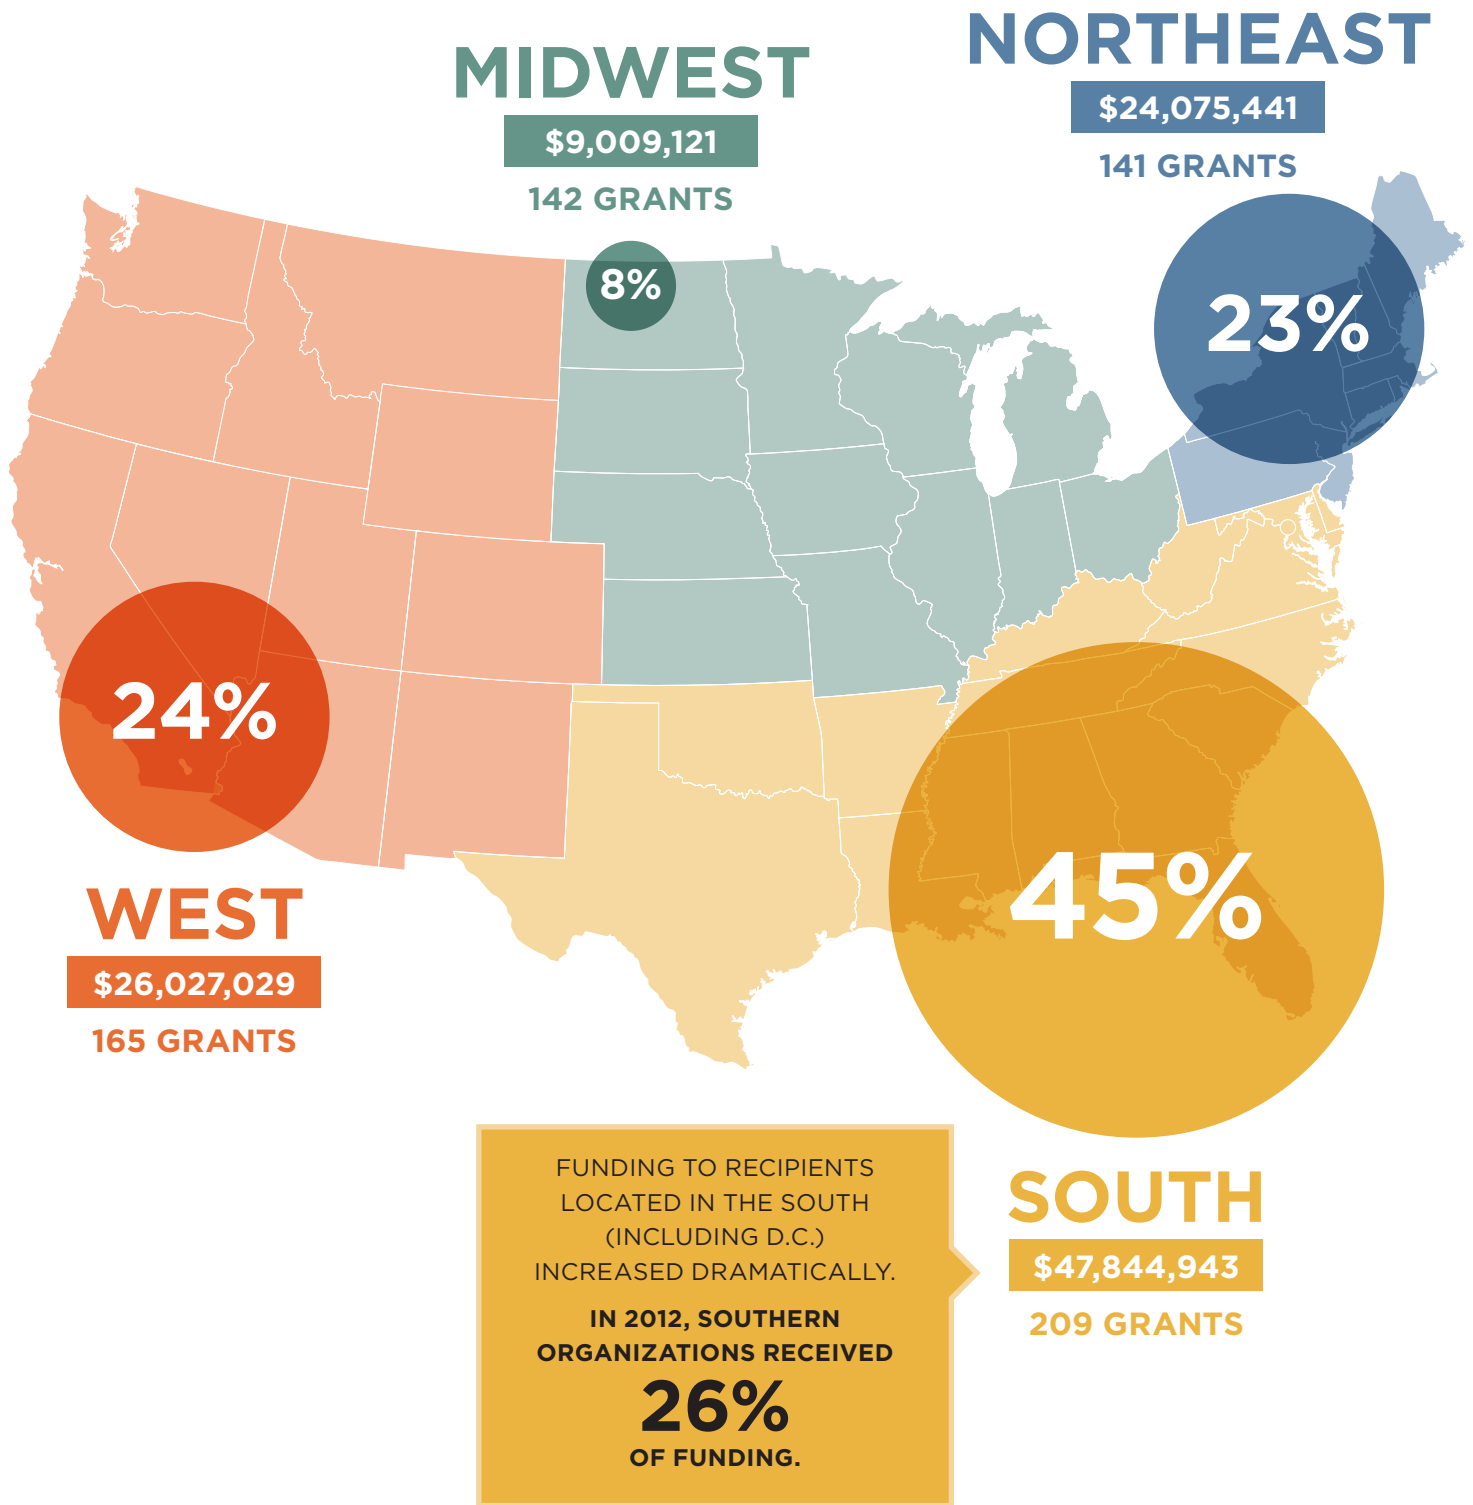 MIDWEST
$9,009,121
142 GRANTS
8%
NORTHEAST
$24,075,441
141 GRANTS
23%
24%
WEST
$26,027,029
165 GRANTS
45%
SOUTH
$47,844,943
209 GRANTS
FUNDING TO RECIPIENTS
LOCATED IN THE SOUTH
(INCLUDING D.C.)
INCREASED DRAMATICALLY.
IN 2012, SOUTHERN
ORGANIZATIONS RECEIVED
26%
OF FUNDING.